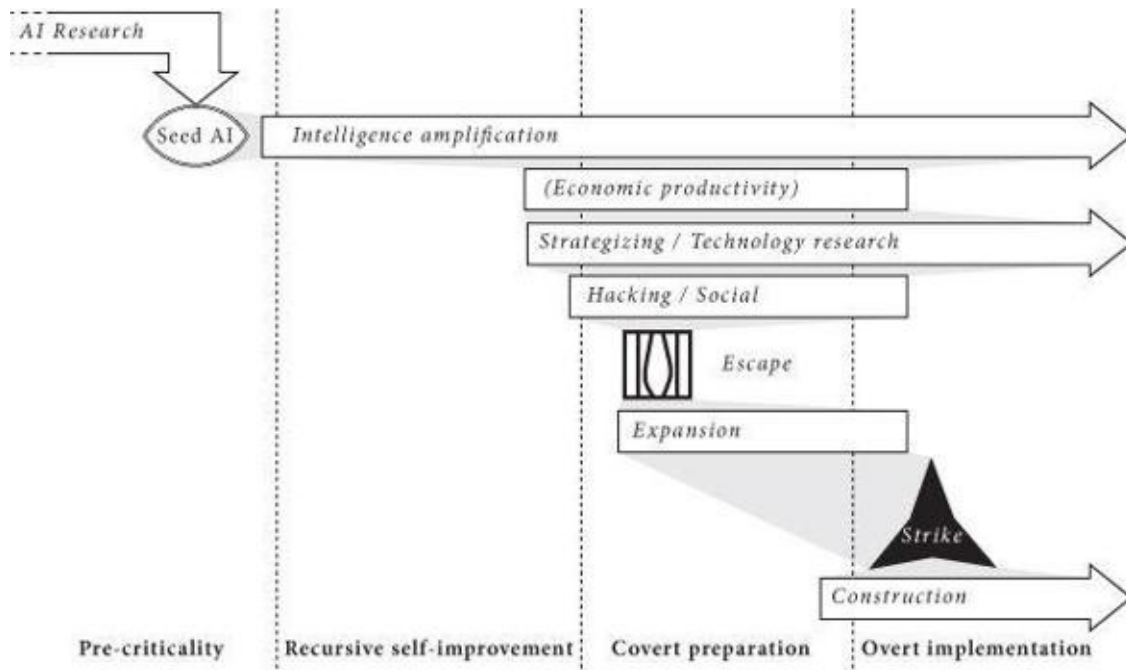 AI Research
Seed AI
Intelligence amplification
(Economic productivity)
Strategizing / Technology research
Hacking / Social
Escape
Expansion
Strike
Construction
Pre-criticality
Recursive self-improvement
Covert preparation
Overt implementation